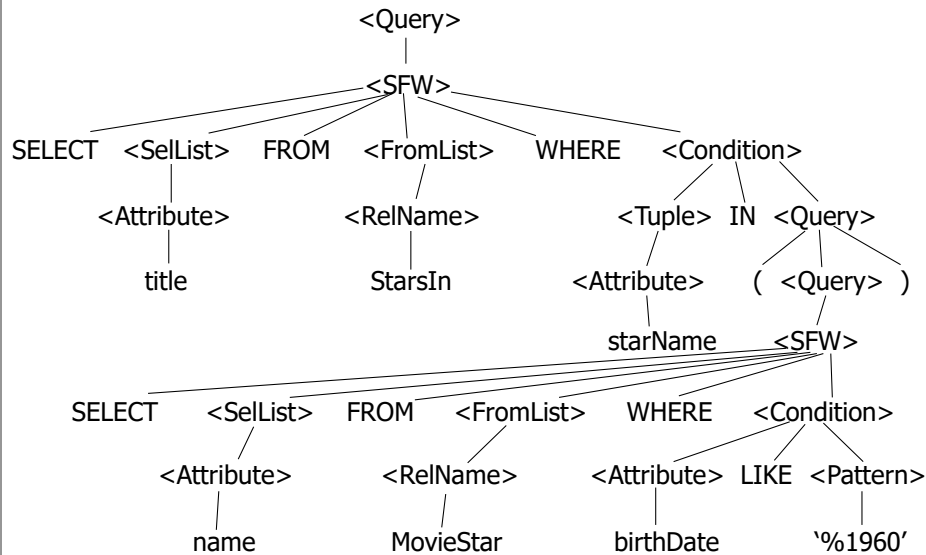 <Query>
<SFW>
SELECT <SelList> FROM <FromList> WHERE <Condition>
<Attribute> <RelName> <Tuple> IN <Query>
title StarsIn <Attribute> ( <Query> )
starName <SFW>
SELECT <SelList> FROM <FromList> WHERE <Condition>
<Attribute> <RelName> <Attribute> LIKE <Pattern>
name MovieStar birthDate ‘%1960’